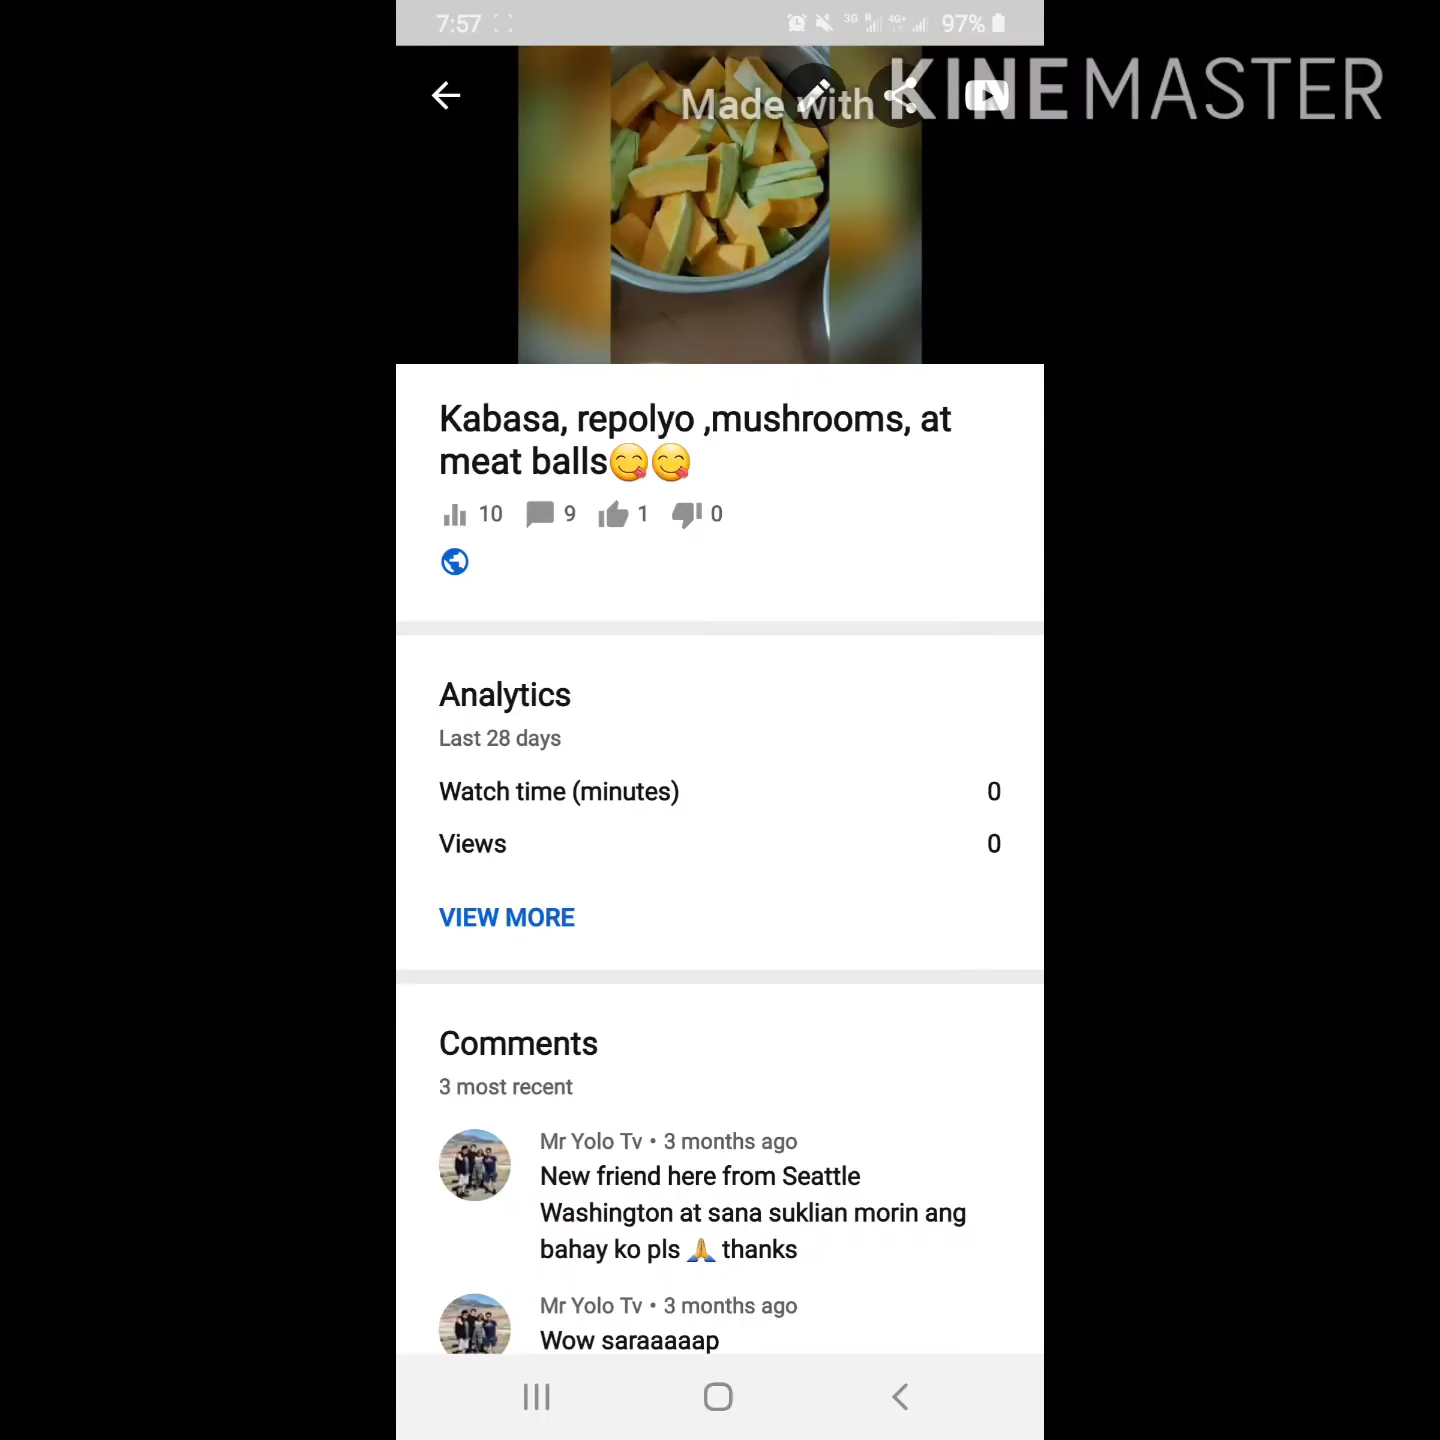 7:57
3G R 4G+ 97%
Made with KINEMASTER
Kabasa, repolyo ,mushrooms, at
meat balls😋😋
10 9 1 0
Analytics
Last 28 days
Watch time (minutes) 0
Views 0
VIEW MORE
Comments
3 most recent
Mr Yolo Tv • 3 months ago
New friend here from Seattle
Washington at sana suklian morin ang
bahay ko pls 🙏 thanks
Mr Yolo Tv • 3 months ago
Wow saraaaaap